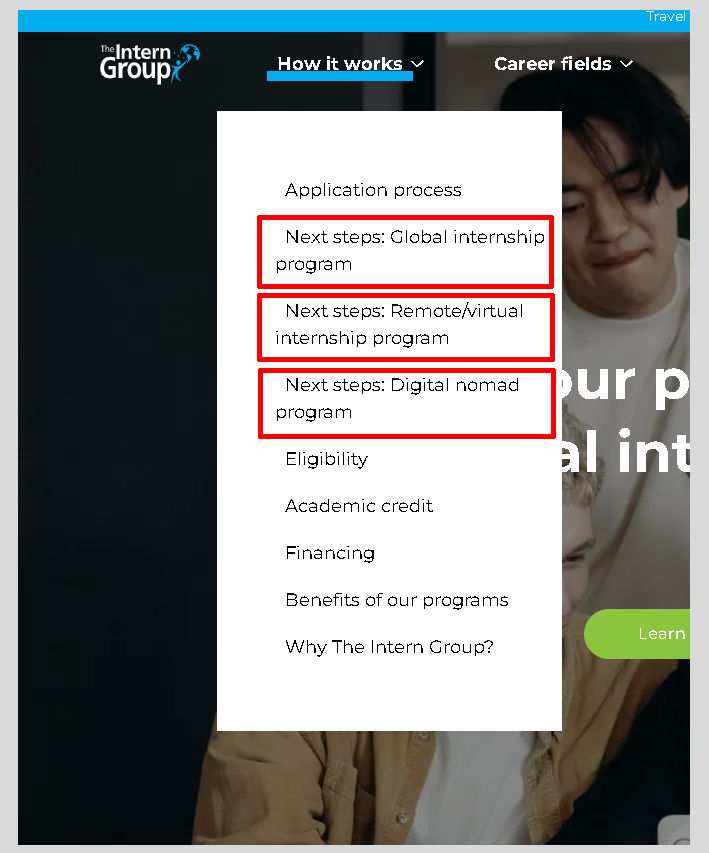 Travel
The Intern
Group
How it works
Career fields
Application process
Next steps: Global internship
program
Next steps: Remote/virtual
internship program
Next steps: Digital nomad
program
Eligibility
Academic credit
Financing
Benefits of our programs
Why The Intern Group?
our p
al int
Learn